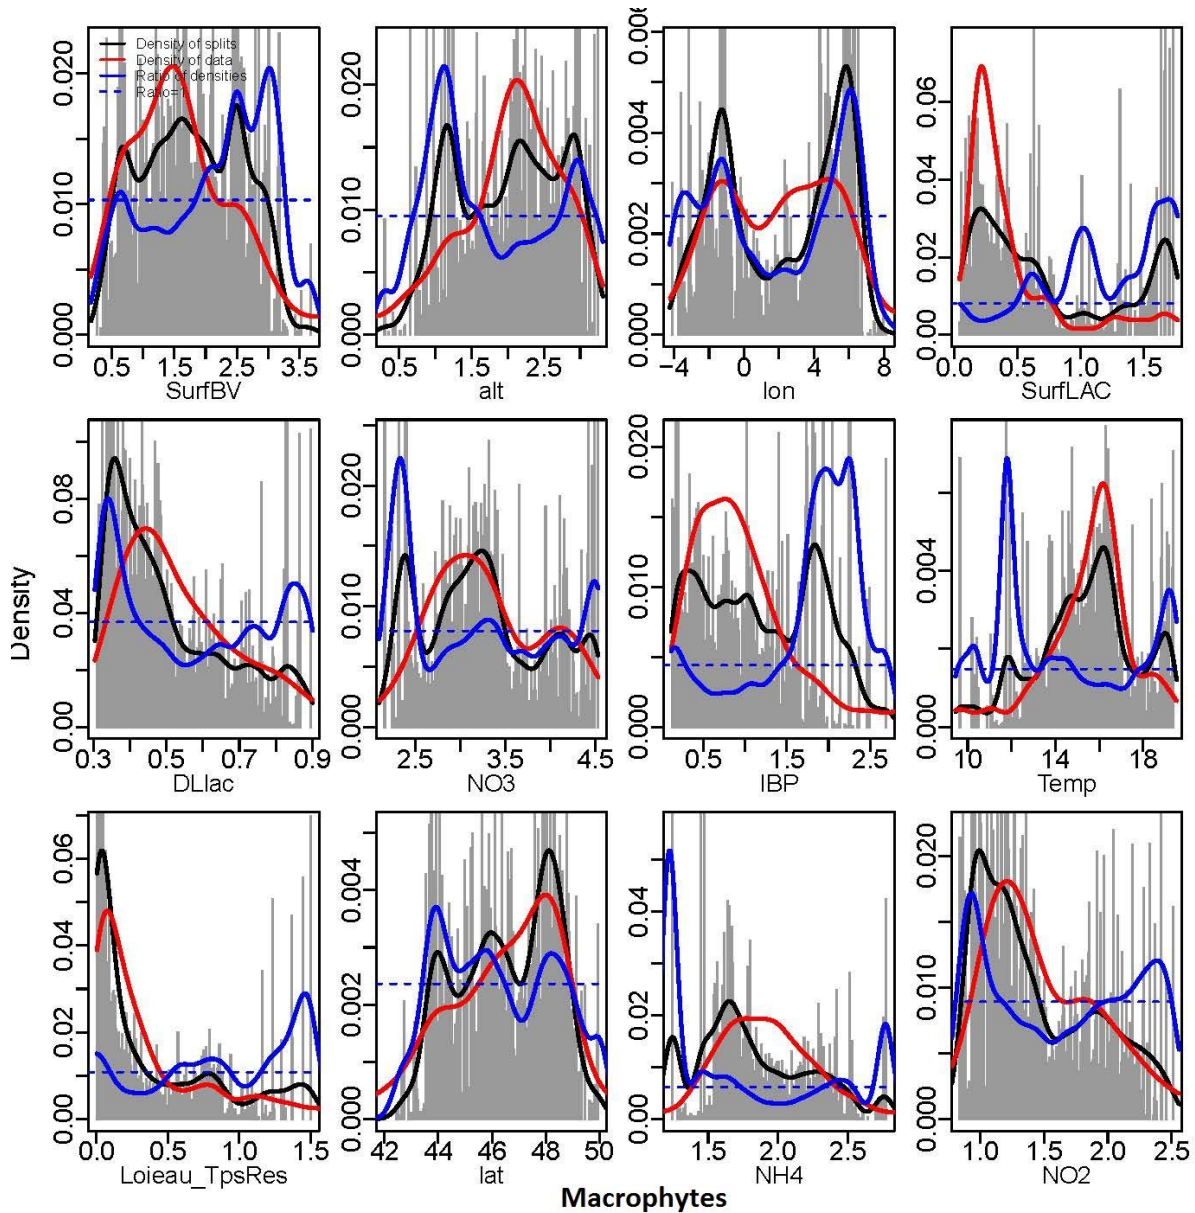 Density of splits
Density of data
Ratio of densities
Ratio=1
0.000 0.010 0.020
0.5 1.5 2.5 3.5
SurfBV
0.000 0.010 0.020
0.5 1.5 2.5
alt
0.000 0.002 0.004 0.006
−4 0 4 8
lon
0.00 0.02 0.04 0.06
0.0 0.5 1.0 1.5
SurfLAC
Density
0.00 0.04 0.08
0.3 0.5 0.7 0.9
DLlac
0.000 0.010 0.020
2.5 3.5 4.5
NO3
0.000 0.010 0.020
0.5 1.5 2.5
IBP
0.000 0.004
10 14 18
Temp
0.00 0.02 0.04 0.06
0.0 0.5 1.0 1.5
Loieau_TpsRes
0.000 0.002 0.004
42 44 46 48 50
lat
0.00 0.02 0.04
1.5 2.0 2.5
NH4
0.000 0.010 0.020
1.0 1.5 2.0 2.5
NO2
Macrophytes